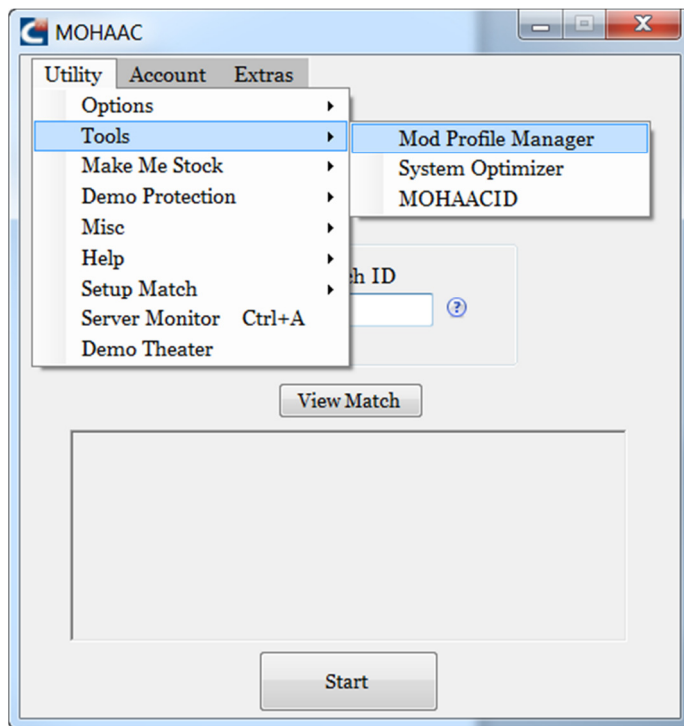 MOHAAC
Utility Account Extras
Options
Tools
Mod Profile Manager
System Optimizer
MOHAACID
Make Me Stock
Demo Protection
Misc
Help
Setup Match
Server Monitor Ctrl+A
Demo Theater
ID
View Match
Start